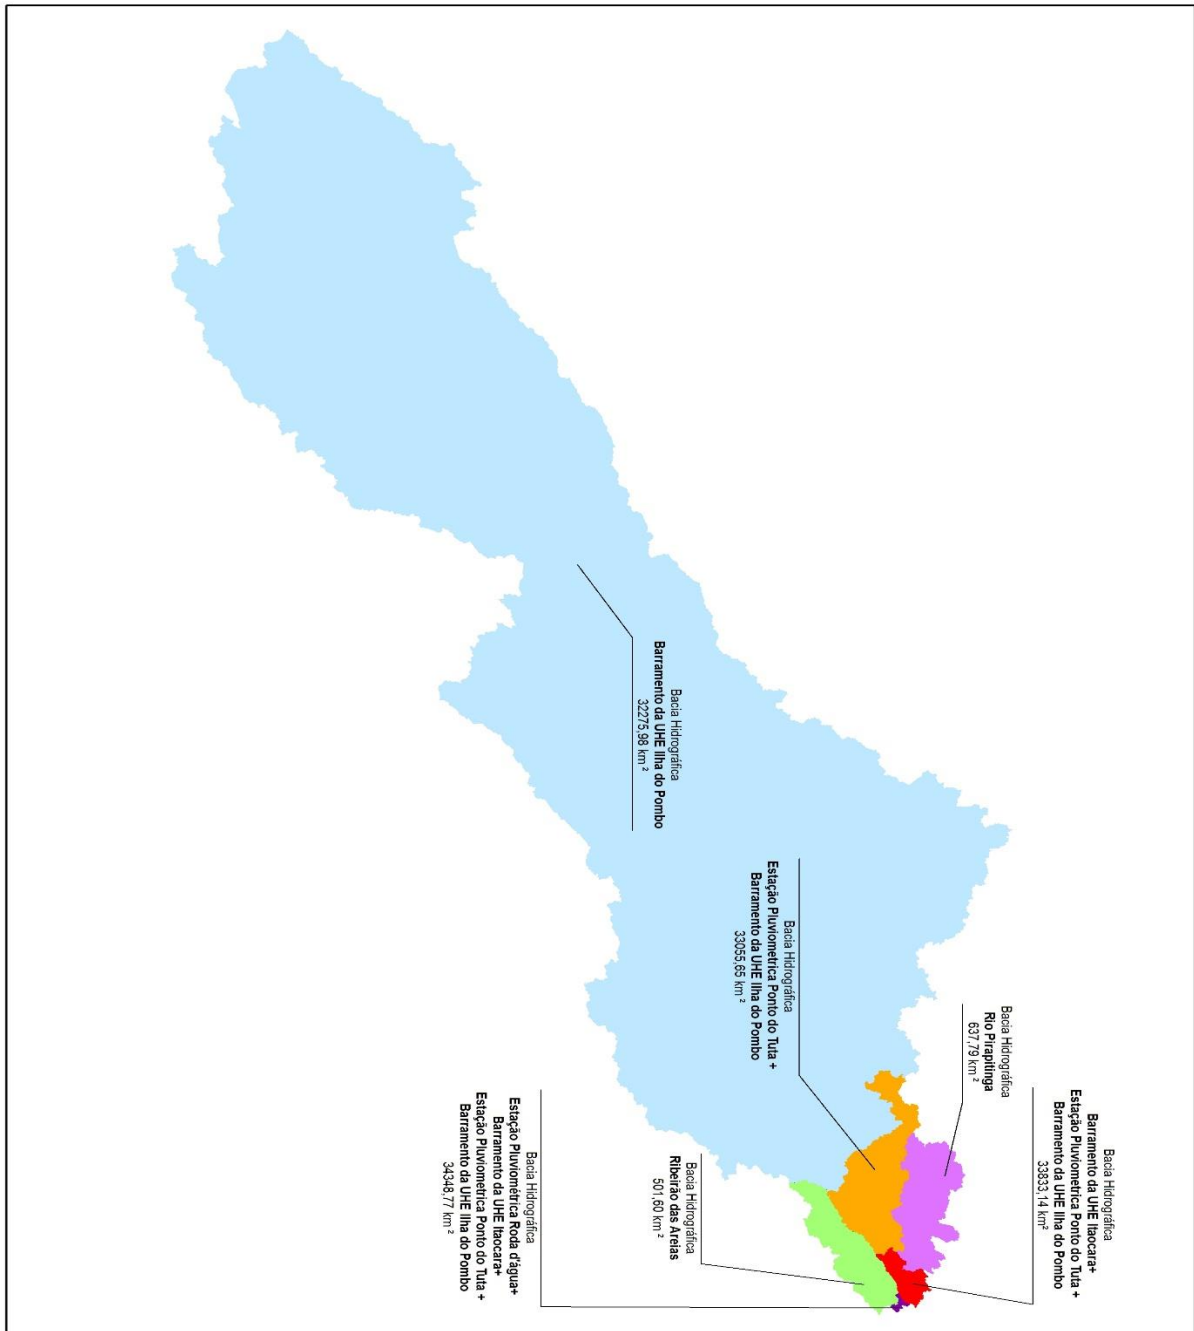 Bacia Hidrográfica
Barramento da UHE Ilha do Pombo
32275,98 km²
Bacia Hidrográfica
Estação Pluviometrica Ponto do Tuta +
Barramento da UHE Ilha do Pombo
33055,65 km²
Bacia Hidrográfica
Rio Pirapitinga
637,79 km²
Bacia Hidrográfica
Barramento da UHE Itaocara+
Estação Pluviometrica Ponto do Tuta +
Barramento da UHE Ilha do Pombo
33833,14 km²
Bacia Hidrográfica
Ribeirão das Areias
501,60 km²
Bacia Hidrográfica
Estação Pluviométrica Roda d'água+
Barramento da UHE Itaocara+
Estação Pluviometrica Ponto do Tuta +
Barramento da UHE Ilha do Pombo
34348,77 km²